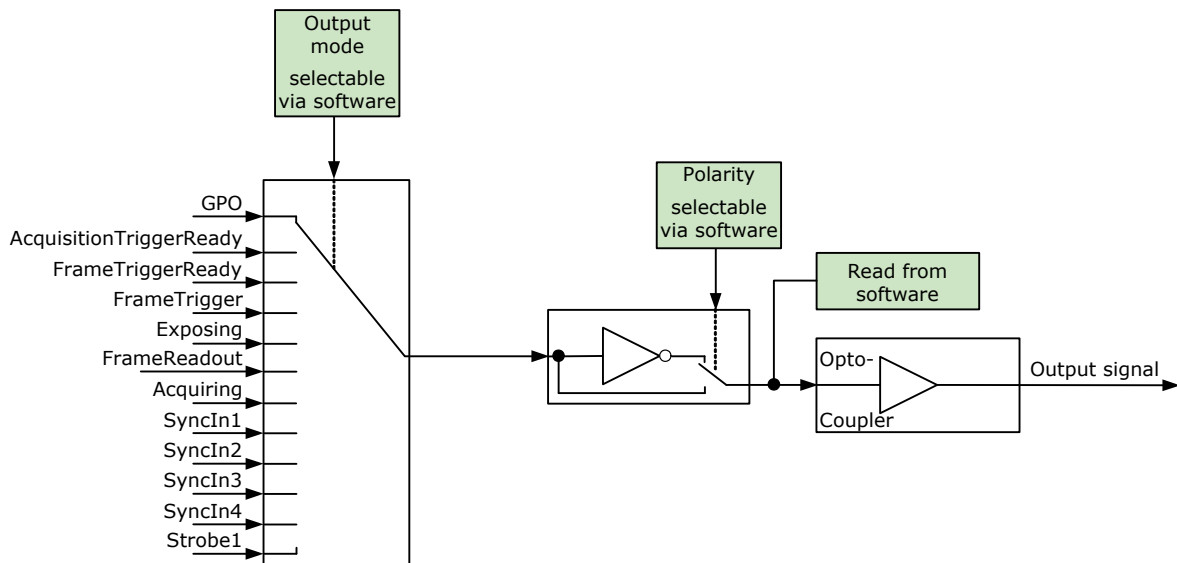 Output
mode
selectable
via software
Polarity
selectable
via software
GPO
AcquisitionTriggerReady
FrameTriggerReady
FrameTrigger
Exposing
FrameReadout
Acquiring
SyncIn1
SyncIn2
SyncIn3
SyncIn4
Strobe1
Read from
software
Opto-
Coupler
Output signal